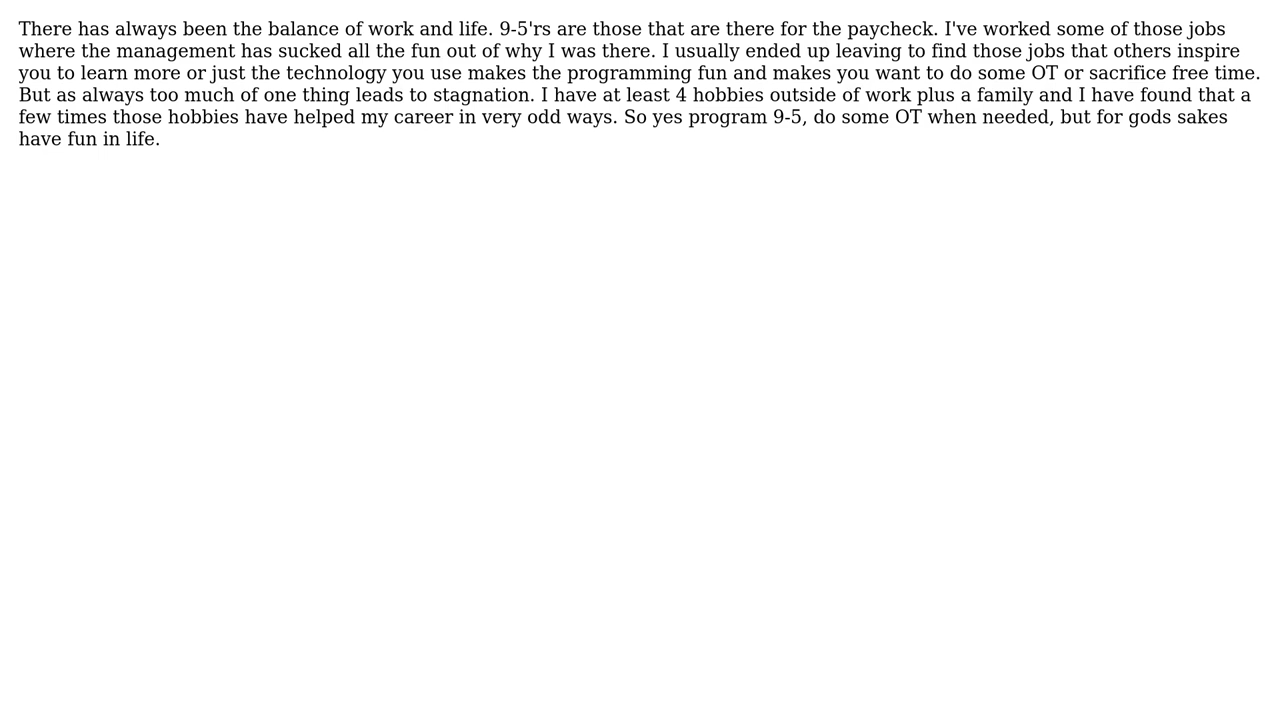 There has always been the balance of work and life. 9-5'rs are those that are there for the paycheck. I've worked some of those jobs
where the management has sucked all the fun out of why I was there. I usually ended up leaving to find those jobs that others inspire
you to learn more or just the technology you use makes the programming fun and makes you want to do some OT or sacrifice free time.
But as always too much of one thing leads to stagnation. I have at least 4 hobbies outside of work plus a family and I have found that a
few times those hobbies have helped my career in very odd ways. So yes program 9-5, do some OT when needed, but for gods sakes
have fun in life.